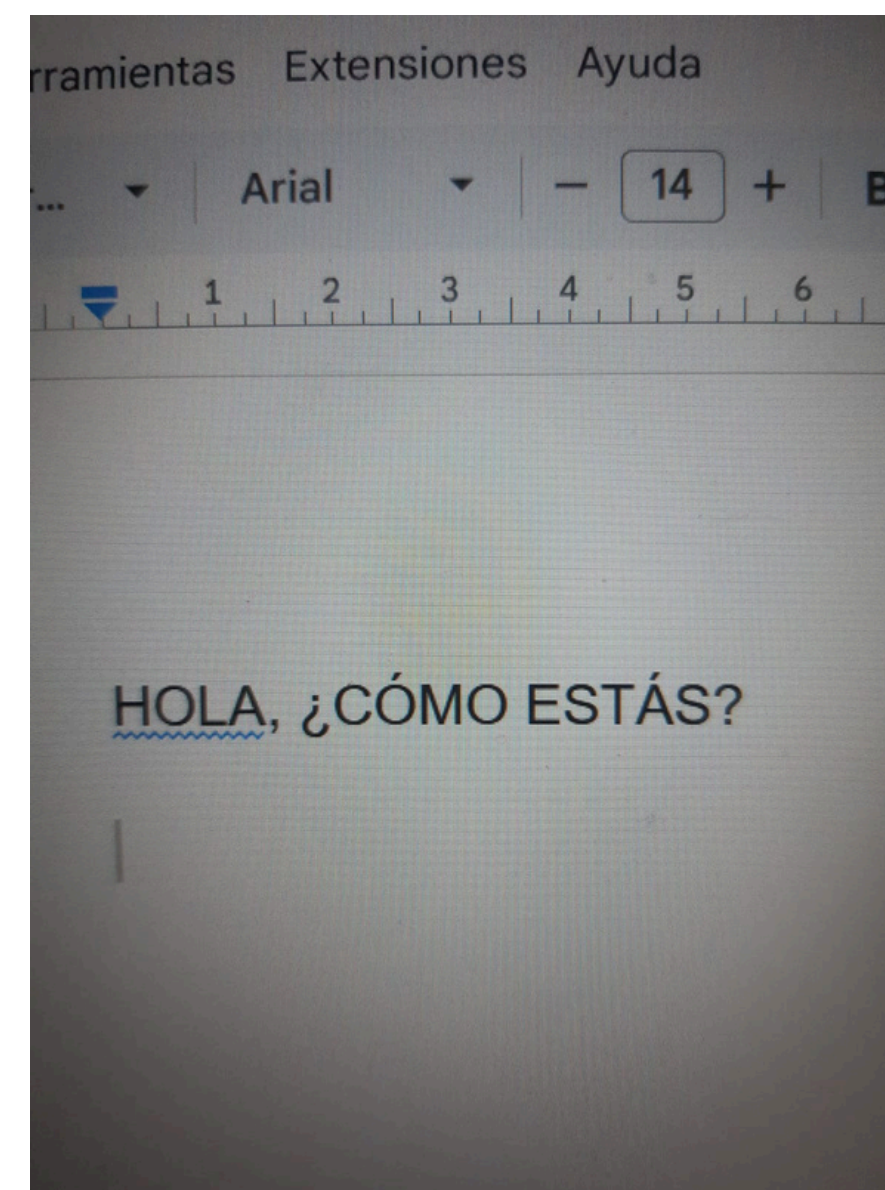 rramientas Extensiones Ayuda
... Arial − 14 + B
1 2 3 4 5 6
HOLA, ¿CÓMO ESTÁS?